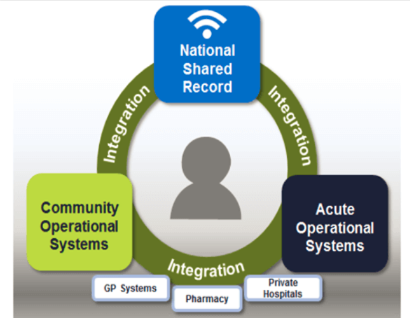 National
Shared
Record
Integration
Integration
Community
Operational
Systems
Acute
Operational
Systems
Integration
GP Systems
Pharmacy
Private
Hospitals